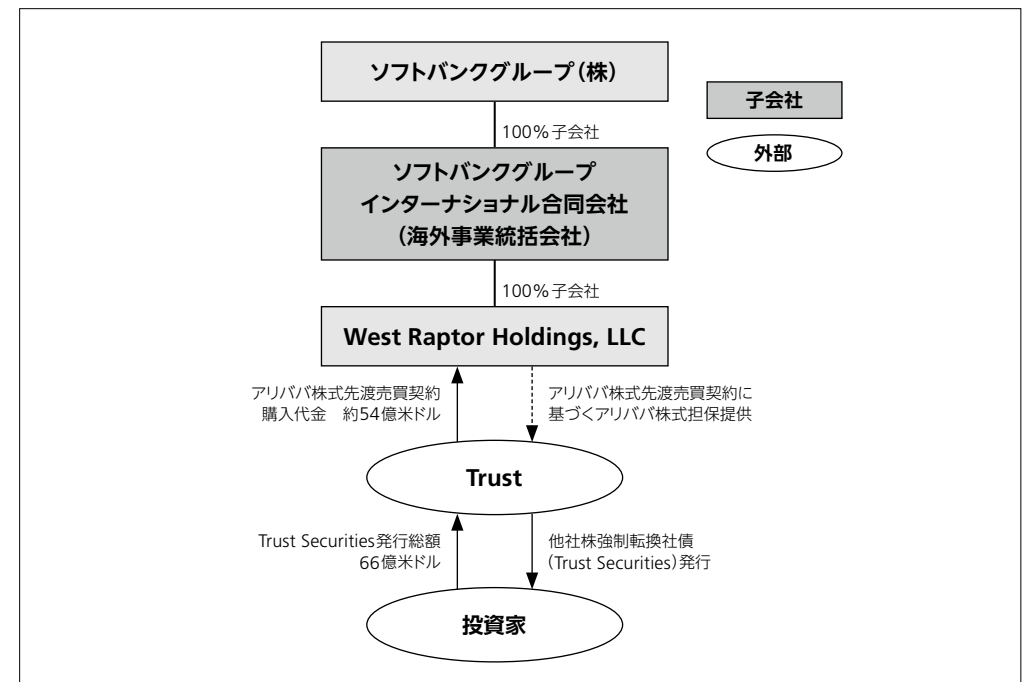 ソフトバンクグループ（株）
子会社
外部
100％子会社
ソフトバンクグループ
インターナショナル合同会社
（海外事業統括会社）
100％子会社
West Raptor Holdings, LLC
アリババ株式先渡売買契約
購入代金　約54億米ドル
アリババ株式先渡売買契約に
基づくアリババ株式担保提供
Trust
Trust Securities発行総額
66億米ドル
他社株強制転換社債
（Trust Securities）発行
投資家